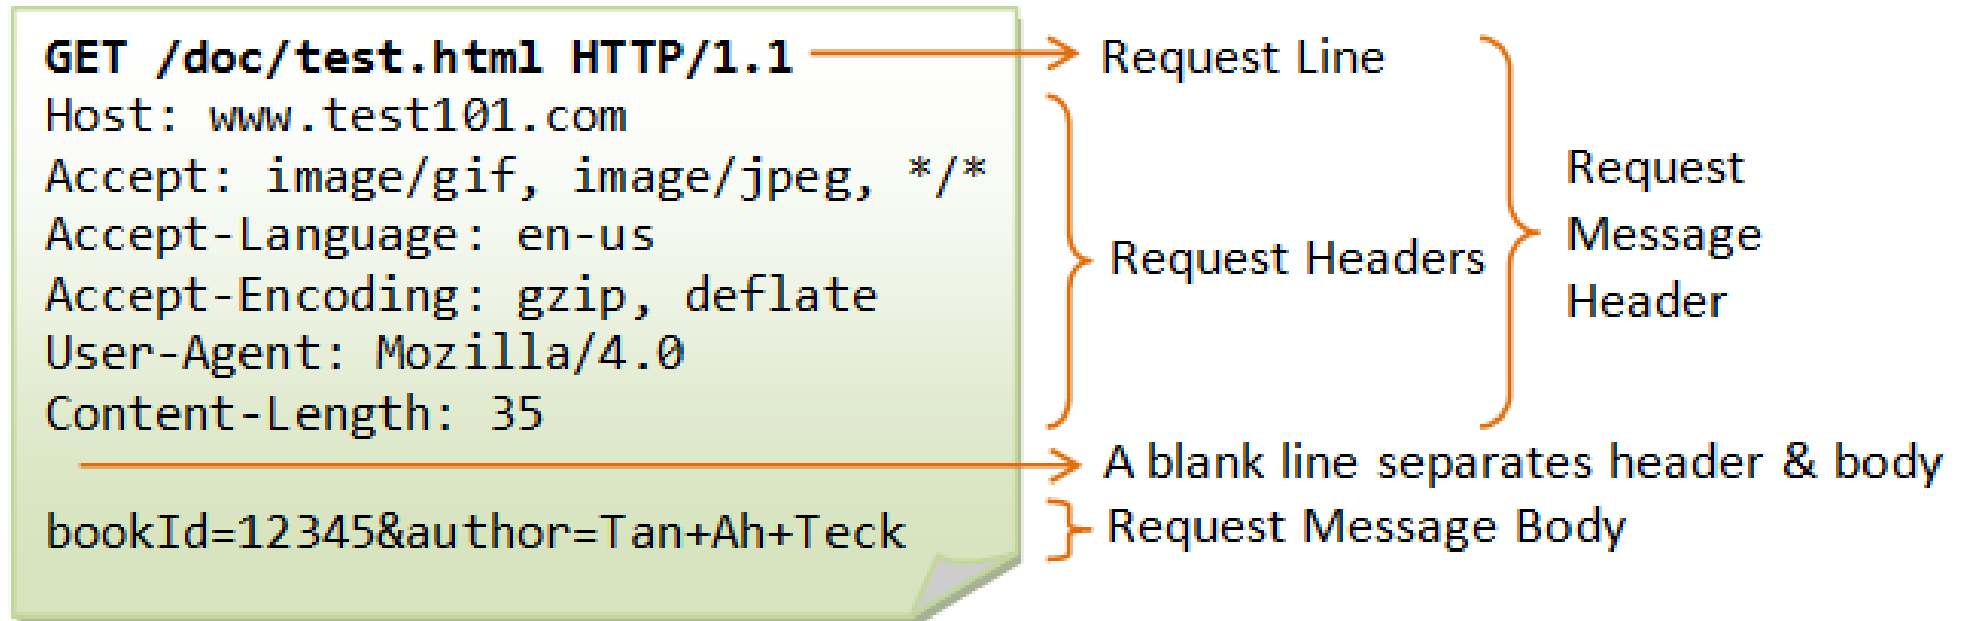 GET /doc/test.html HTTP/1.1
Host: www.test101.com
Accept: image/gif, image/jpeg, */*
Accept-Language: en-us
Accept-Encoding: gzip, deflate
User-Agent: Mozilla/4.0
Content-Length: 35
bookId=12345&author=Tan+Ah+Teck
Request Line
Request Headers
Request
Message
Header
A blank line separates header & body
Request Message Body